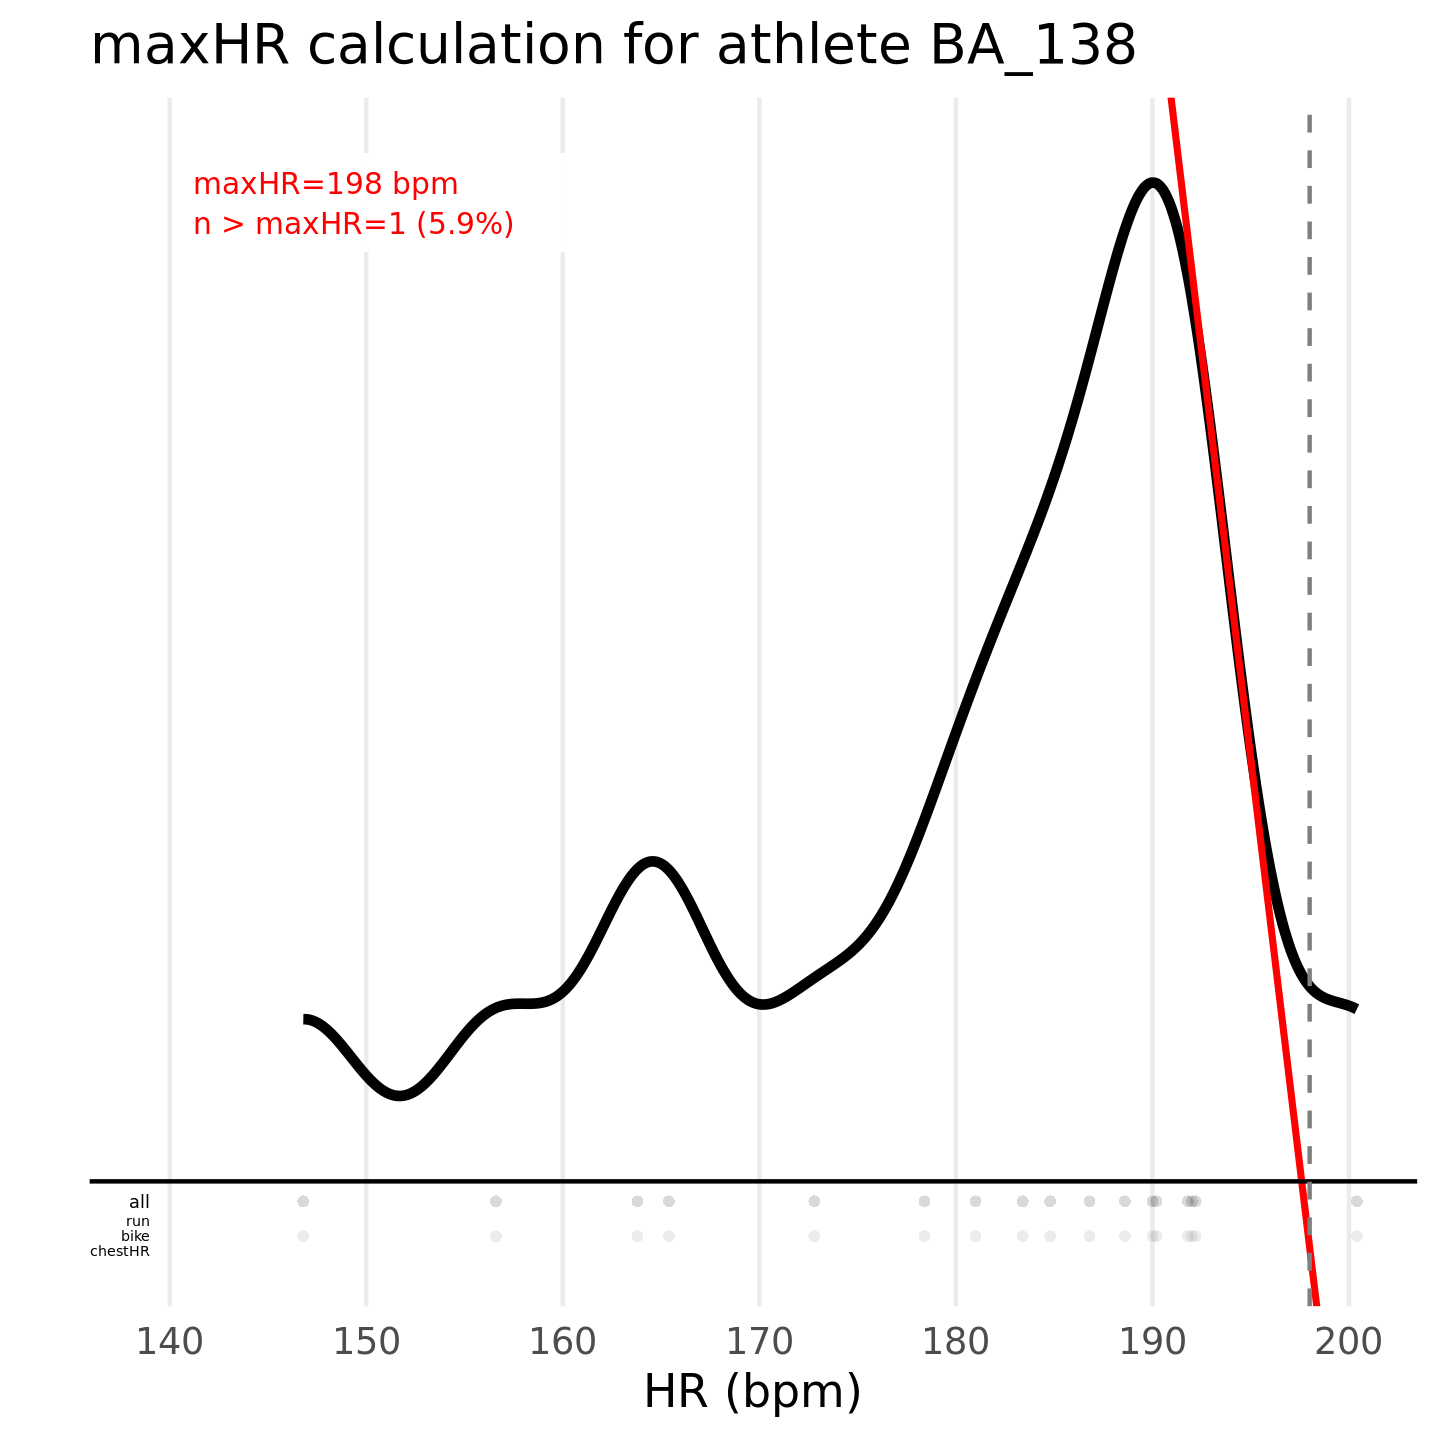 maxHR calculation for athlete BA_138
maxHR=198 bpm
n > maxHR=1 (5.9%)
all
run
bike
chestHR
140 150 160 170 180 190 200
HR (bpm)